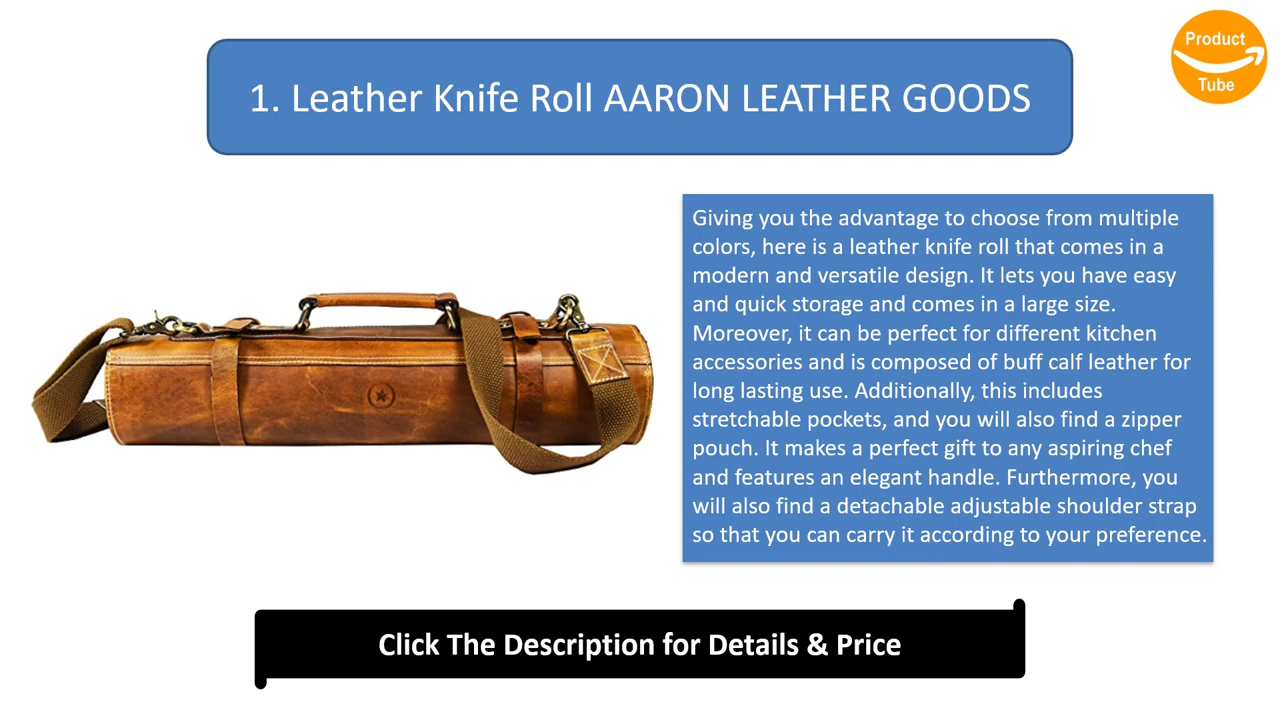 Product
Tube
1. Leather Knife Roll AARON LEATHER GOODS
Giving you the advantage to choose from multiple
colors, here is a leather knife roll that comes in a
modern and versatile design. It lets you have easy
and quick storage and comes in a large size.
Moreover, it can be perfect for different kitchen
accessories and is composed of buff calf leather for
long lasting use. Additionally, this includes
stretchable pockets, and you will also find a zipper
pouch. It makes a perfect gift to any aspiring chef
and features an elegant handle. Furthermore, you
will also find a detachable adjustable shoulder strap
so that you can carry it according to your preference.
Click The Description for Details & Price